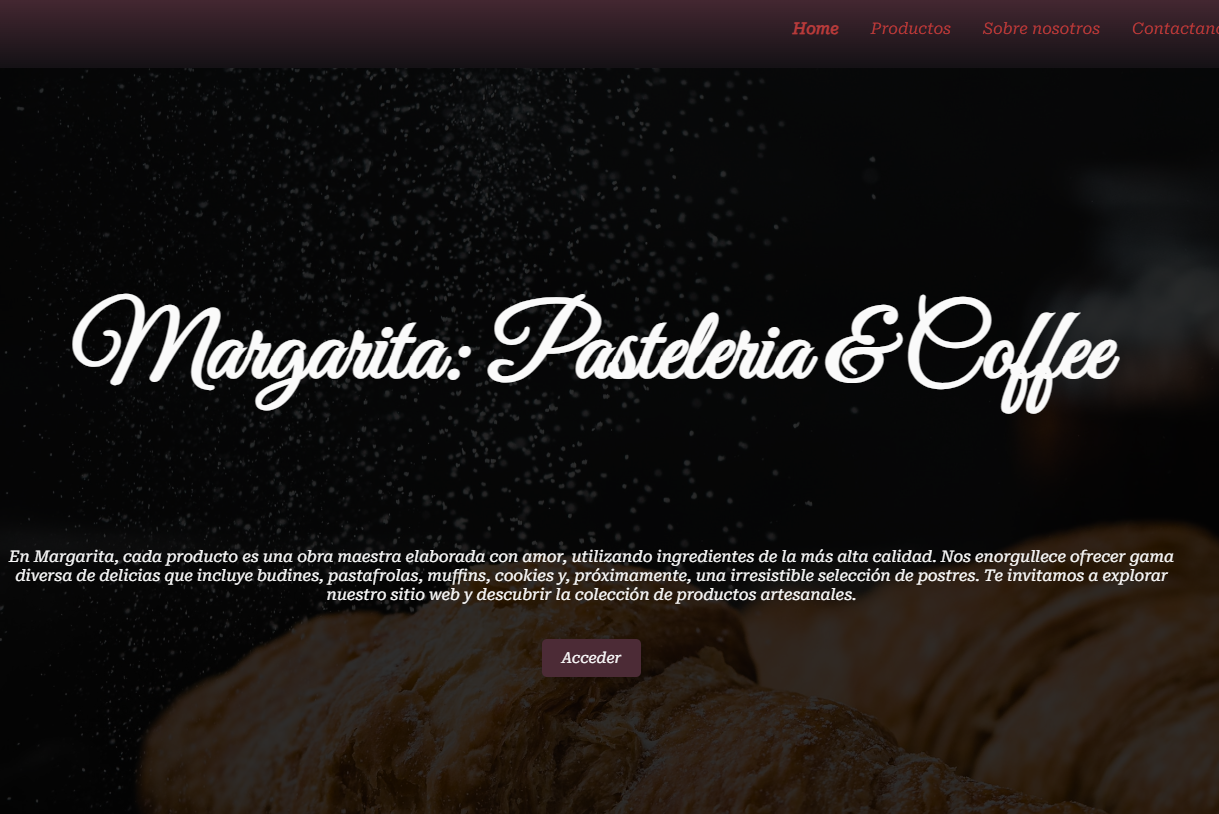 Home Productos Sobre nosotros
Margarita: Pasteleria & Coffee
En Margarita, cada producto es una obra maestra elaborada con amor, utilizando ingredientes de la más alta calidad. Nos enorgullece ofrecer gama
diversa de delicias que incluye budines, pastafrolas, muffins, cookies y, próximamente, una irresistible selección de postres. Te invitamos a explorar
nuestro sitio web y descubrir la colección de productos artesanales.
Acceder